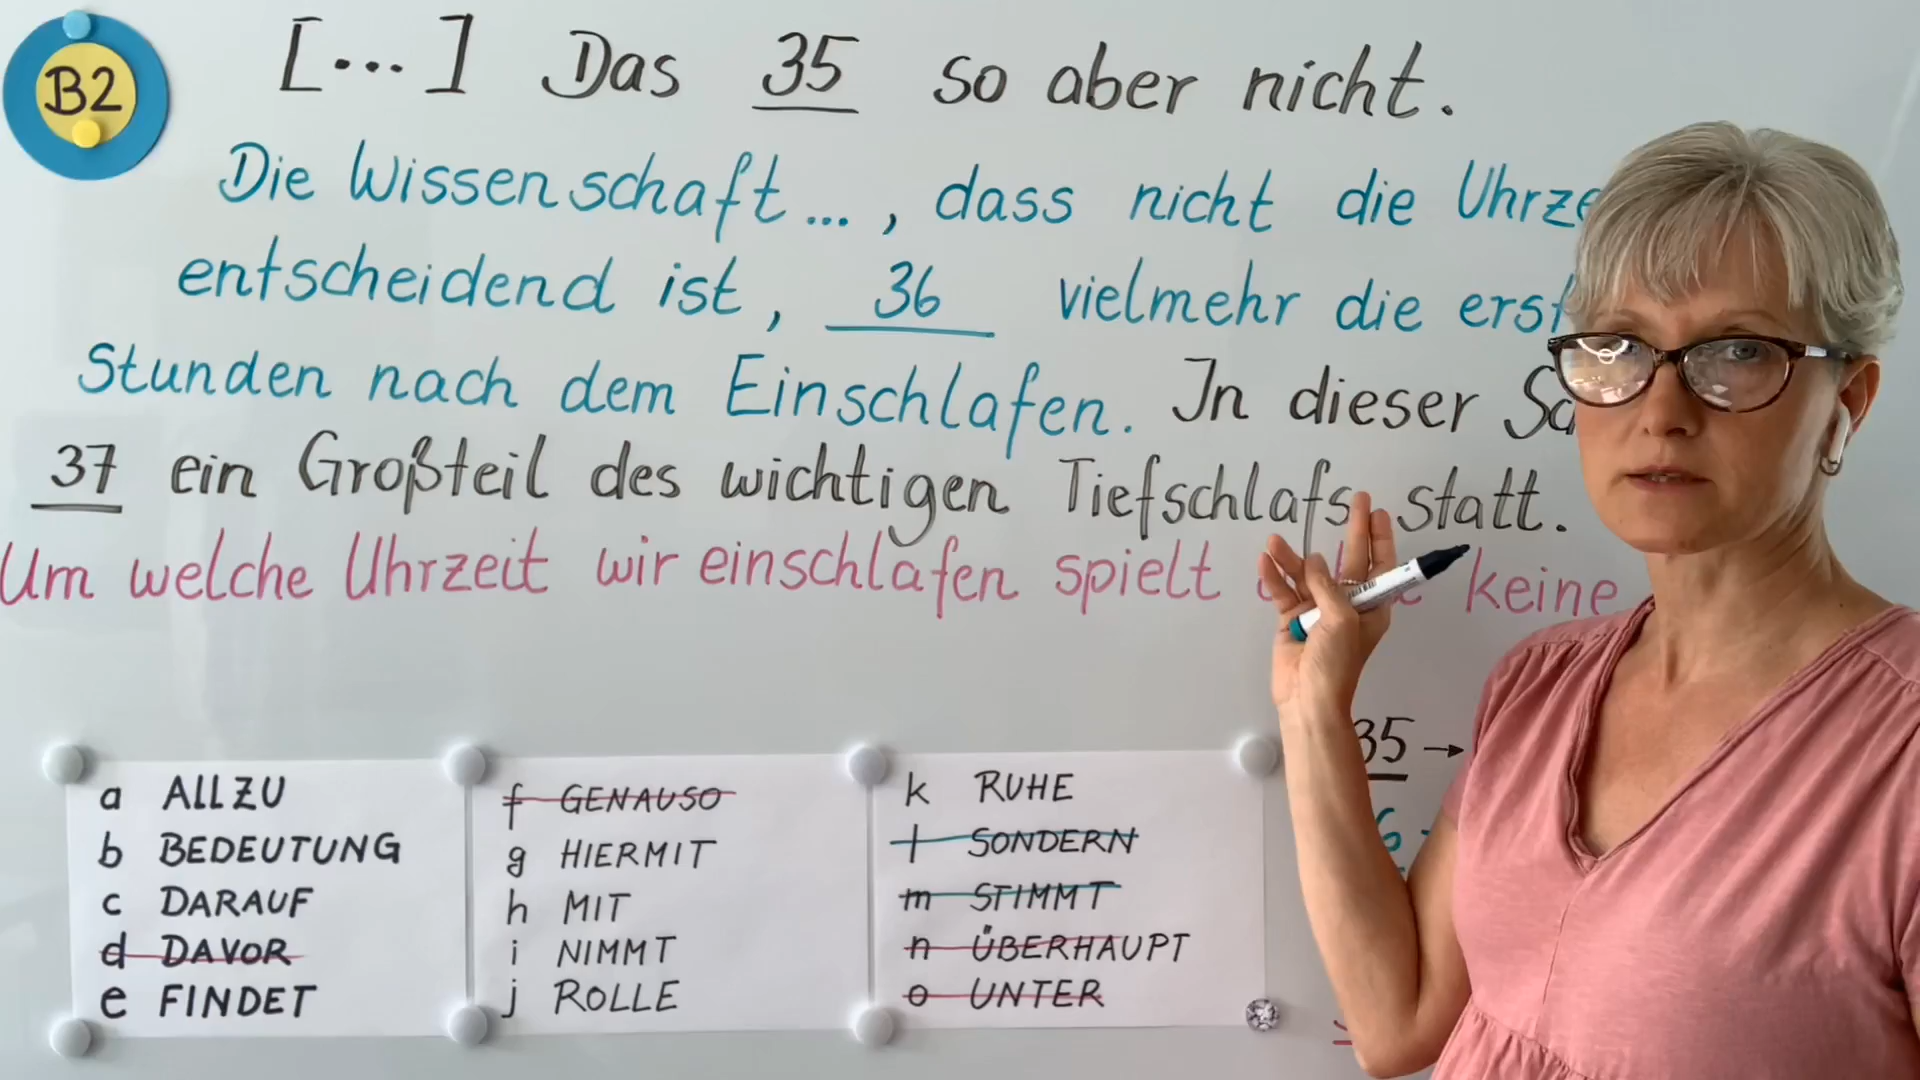 B2
[...] Das 35 so aber nicht.
Die Wissenschaft ... , dass nicht die
entscheidend ist, 36 vielmehr die
Stunden nach dem Einschlafen. In dieser
37 ein Großteil des wichtigen Tiefschlafs statt.
Um welche Uhrzeit wir einschlafen spielt keine
a ALLZU
b BEDEUTUNG
c DARAUF
d DAVOR
e FINDET
f GENAUSO
g HIERMIT
h MIT
i NIMMT
j ROLLE
k RUHE
l SONDERN
m STIMMT
n ÜBERHAUPT
o UNTER
35 →